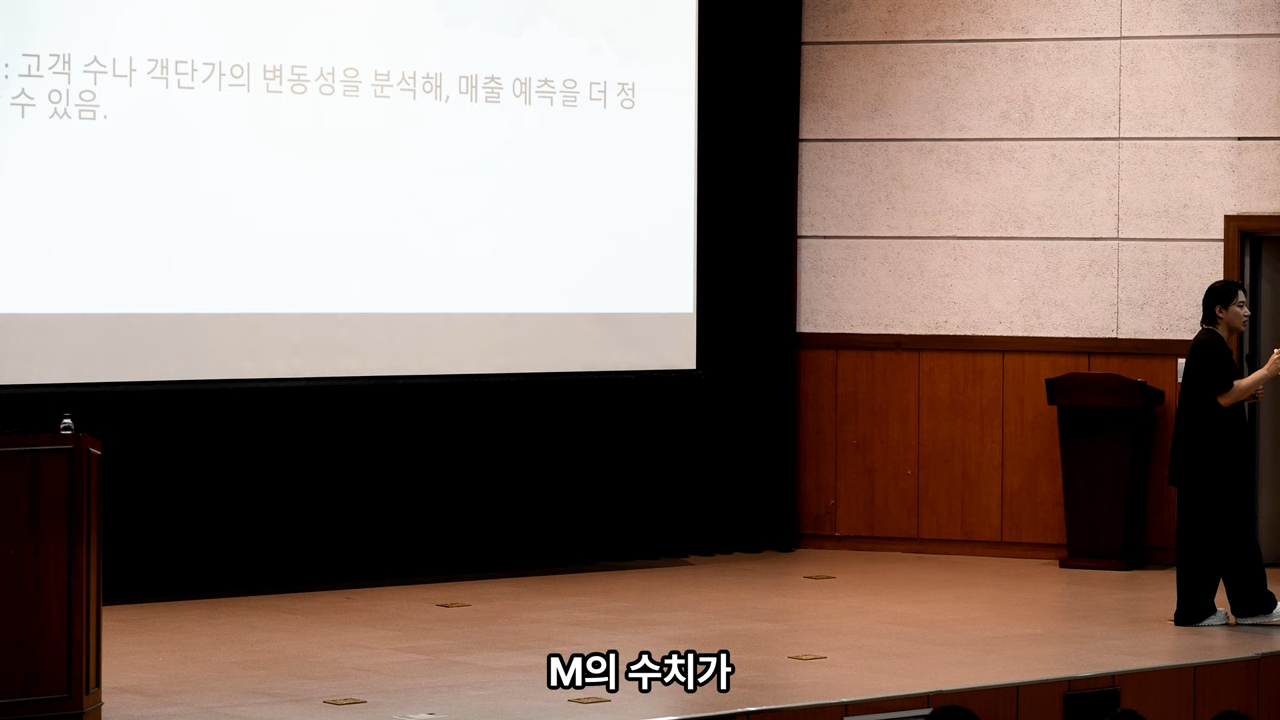 : 고객 수나 객단가의 변동성을 분석해, 매출 예측을 더 정
수 있음.
M의 수치가